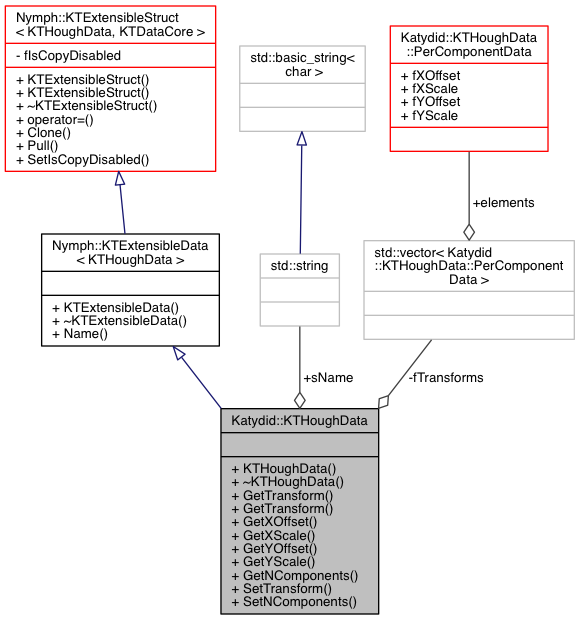 Nymph::KTExtensibleStruct
< KTHoughData, KTDataCore >
- fIsCopyDisabled
+ KTExtensibleStruct()
+ KTExtensibleStruct()
+ ~KTExtensibleStruct()
+ operator=()
+ Clone()
+ Pull()
+ SetIsCopyDisabled()
std::basic_string<
char >
Katydid::KTHoughData
::PerComponentData
+ fXOffset
+ fXScale
+ fYOffset
+ fYScale
+elements
Nymph::KTExtensibleData
< KTHoughData >
+ KTExtensibleData()
+ ~KTExtensibleData()
+ Name()
std::string
std::vector< Katydid
::KTHoughData::PerComponent
Data >
+sName
-fTransforms
Katydid::KTHoughData
+ KTHoughData()
+ ~KTHoughData()
+ GetTransform()
+ GetTransform()
+ GetXOffset()
+ GetXScale()
+ GetYOffset()
+ GetYScale()
+ GetNComponents()
+ SetTransform()
+ SetNComponents()